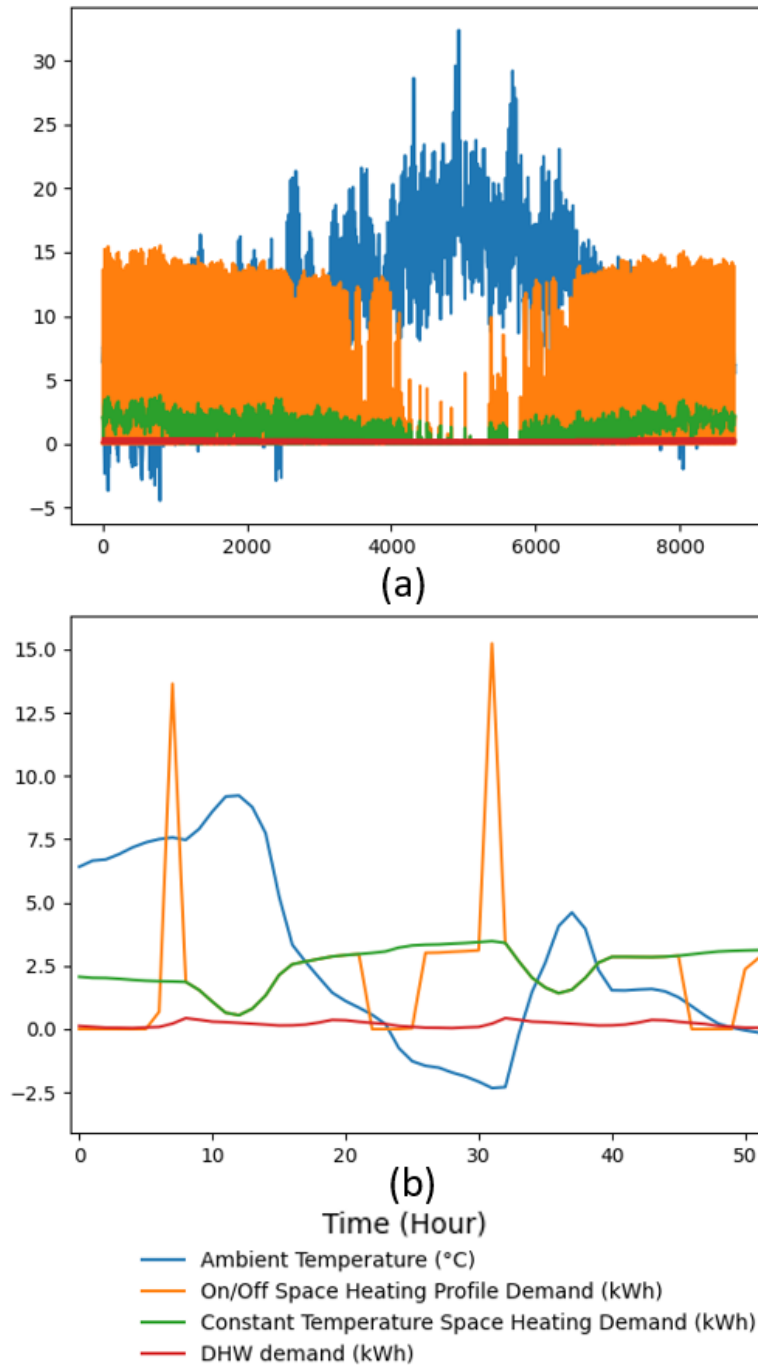 30
25
20
15
10
5
0
−5
0 2000 4000 6000 8000
(a)
15.0
12.5
10.0
7.5
5.0
2.5
0.0
−2.5
0 10 20 30 40 50
(b)
Time (Hour)
Ambient Temperature (°C)
On/Off Space Heating Profile Demand (kWh)
Constant Temperature Space Heating Demand (kWh)
DHW demand (kWh)